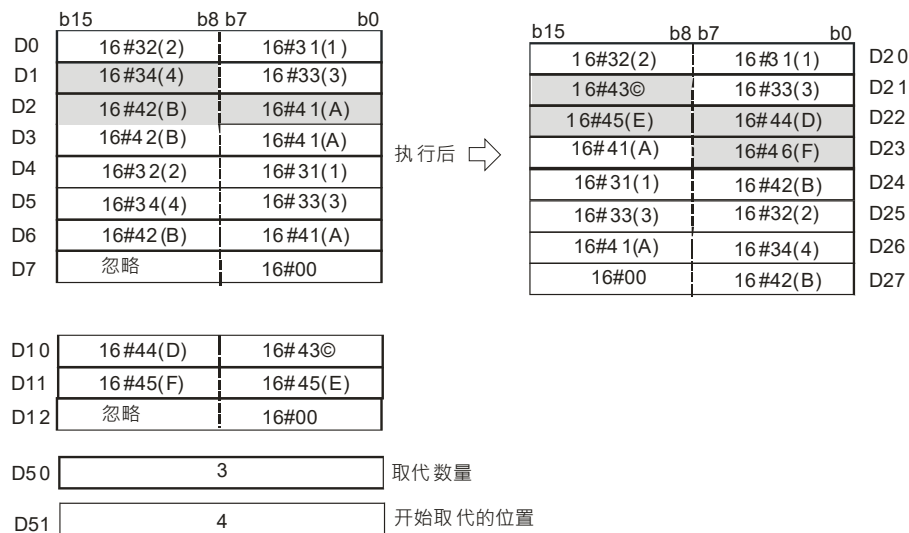 b15 b8 b7 b0
D0 16#32(2) 16#31(1)
D1 16#34(4) 16#33(3)
D2 16#42(B) 16#41(A)
D3 16#42(B) 16#41(A)
D4 16#32(2) 16#31(1)
D5 16#34(4) 16#33(3)
D6 16#42(B) 16#41(A)
D7 忽略 16#00
执行后
b15 b8 b7 b0
16#32(2) 16#31(1) D20
16#43© 16#33(3) D21
16#45(E) 16#44(D) D22
16#41(A) 16#46(F) D23
16#31(1) 16#42(B) D24
16#33(3) 16#32(2) D25
16#41(A) 16#34(4) D26
16#00 16#42(B) D27
D10 16#44(D) 16#43©
D11 16#45(F) 16#45(E)
D12 忽略 16#00
D50 3 取代数量
D51 4 开始取代的位置